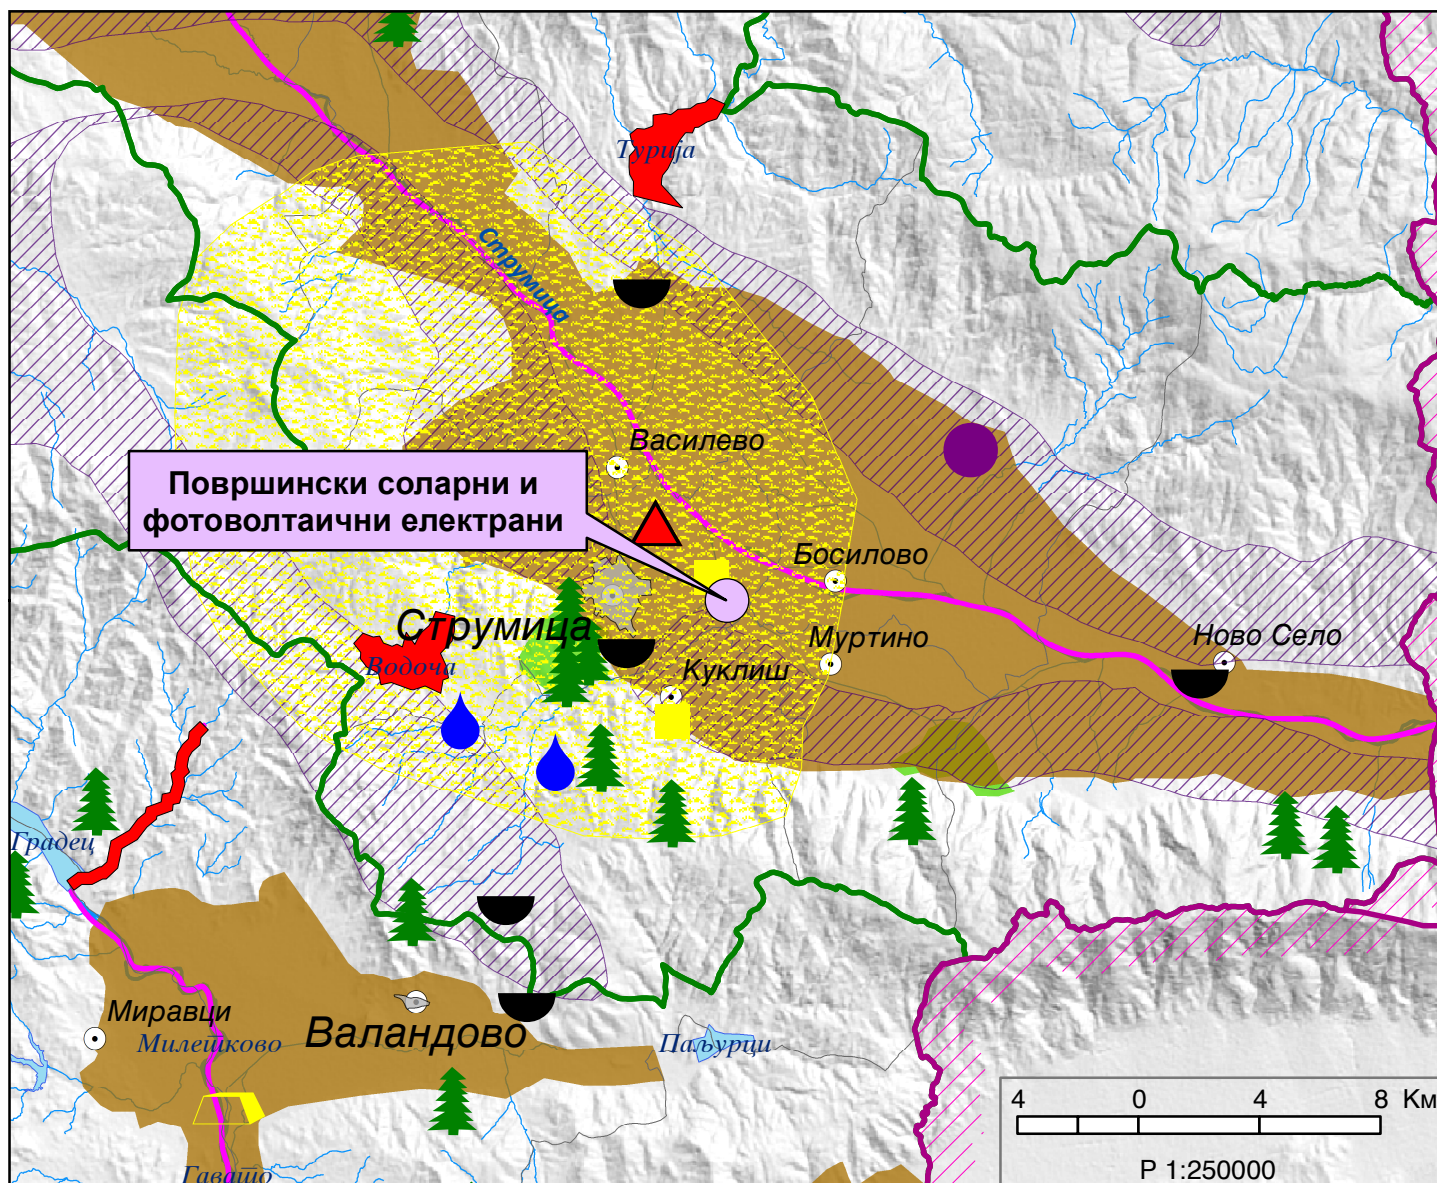 Турија
Струмица
Василево
Површински соларни и
фотоволтаични електрани
Босилово
Струмица
Муртино
Ново Село
Водоча
Куклиш
Градец
Миравци
Милетково
Валандово
Паљурци
4 0 4 8 Км
Р 1:250000
Гавато